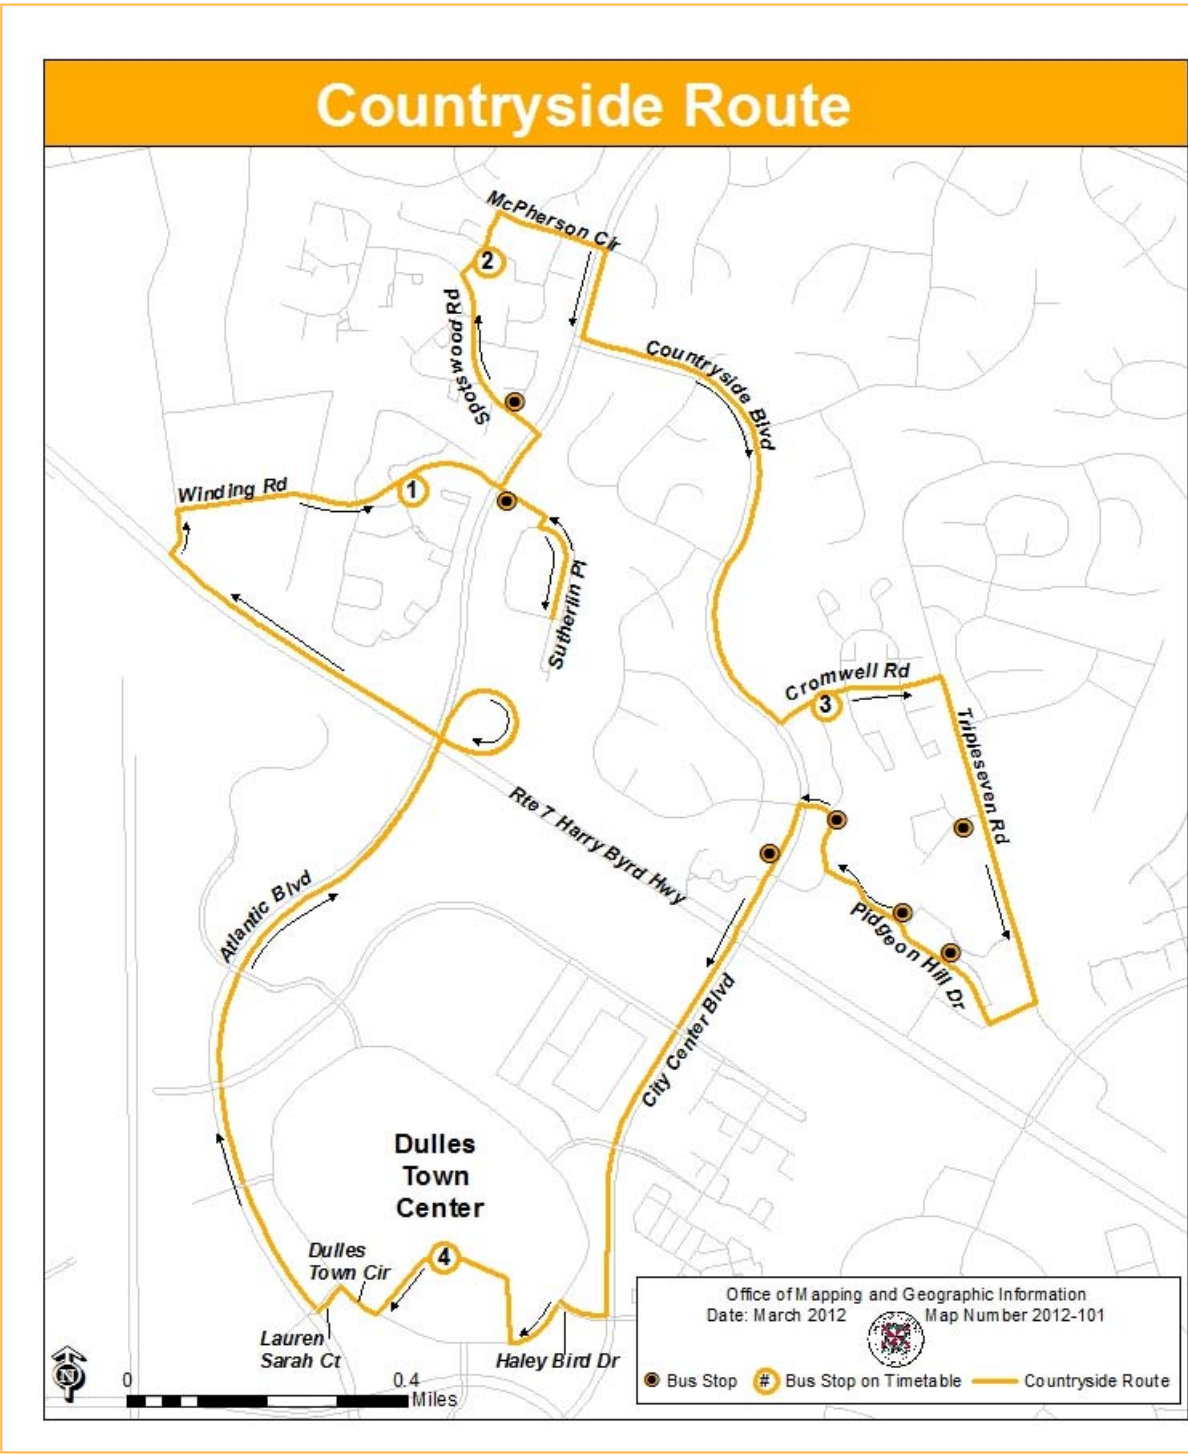 Countryside Route
McPherson Cir
2
Spotswood Rd
Countryside Blvd
Winding Rd
1
Sutherlin Pl
Cromwell Rd
3
Tripleseven Rd
Rte 7 Harry Byrd Hwy
Atlantic Blvd
Pidgeon Hill Dr
City Center Blvd
Dulles
Town
Center
4
Dulles
Town Cir
Lauren
Sarah Ct
Haley Bird Dr
N
0
0.4
Miles
Office of Mapping and Geographic Information
Date: March 2012
Map Number 2012-101
Bus Stop
#
Bus Stop on Timetable
Countryside Route